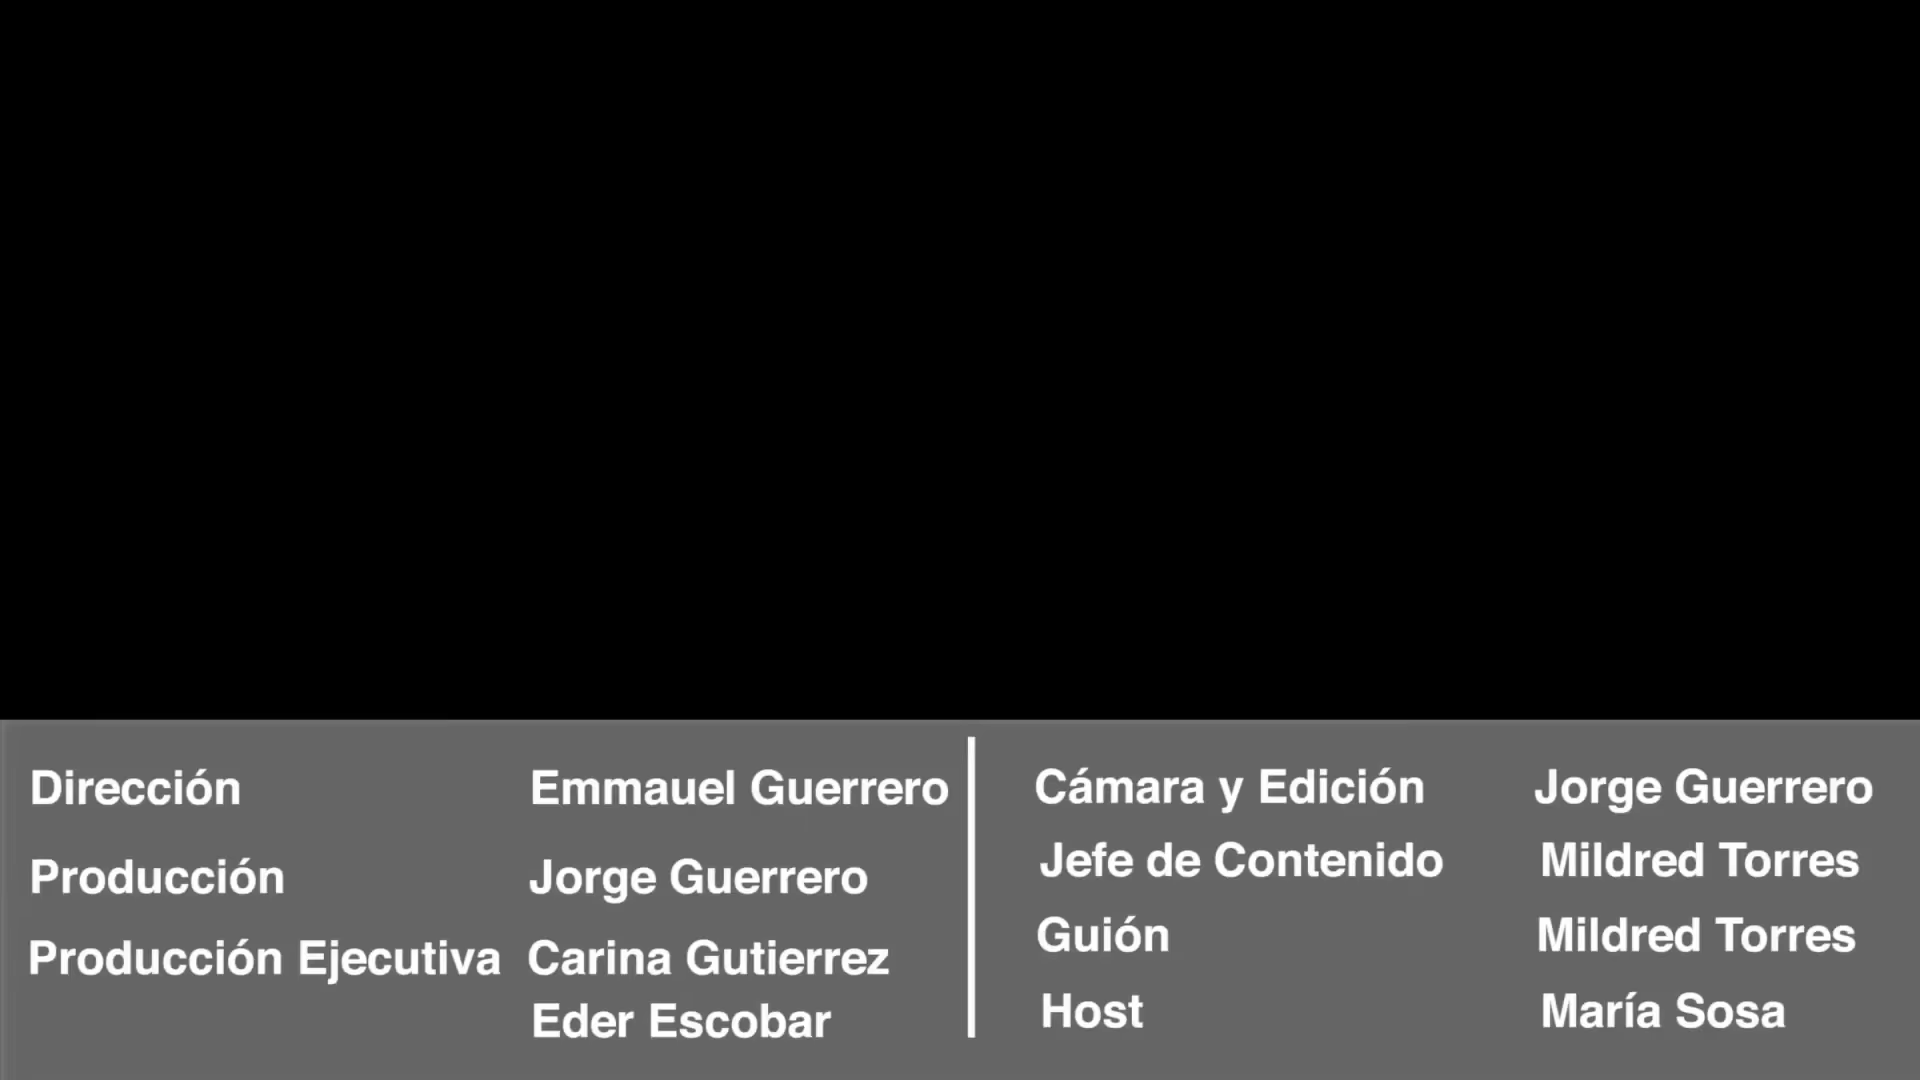 Dirección Emmauel Guerrero
Producción Jorge Guerrero
Producción Ejecutiva Carina Gutierrez
Eder Escobar
Cámara y Edición Jorge Guerrero
Jefe de Contenido Mildred Torres
Guión Mildred Torres
Host María Sosa